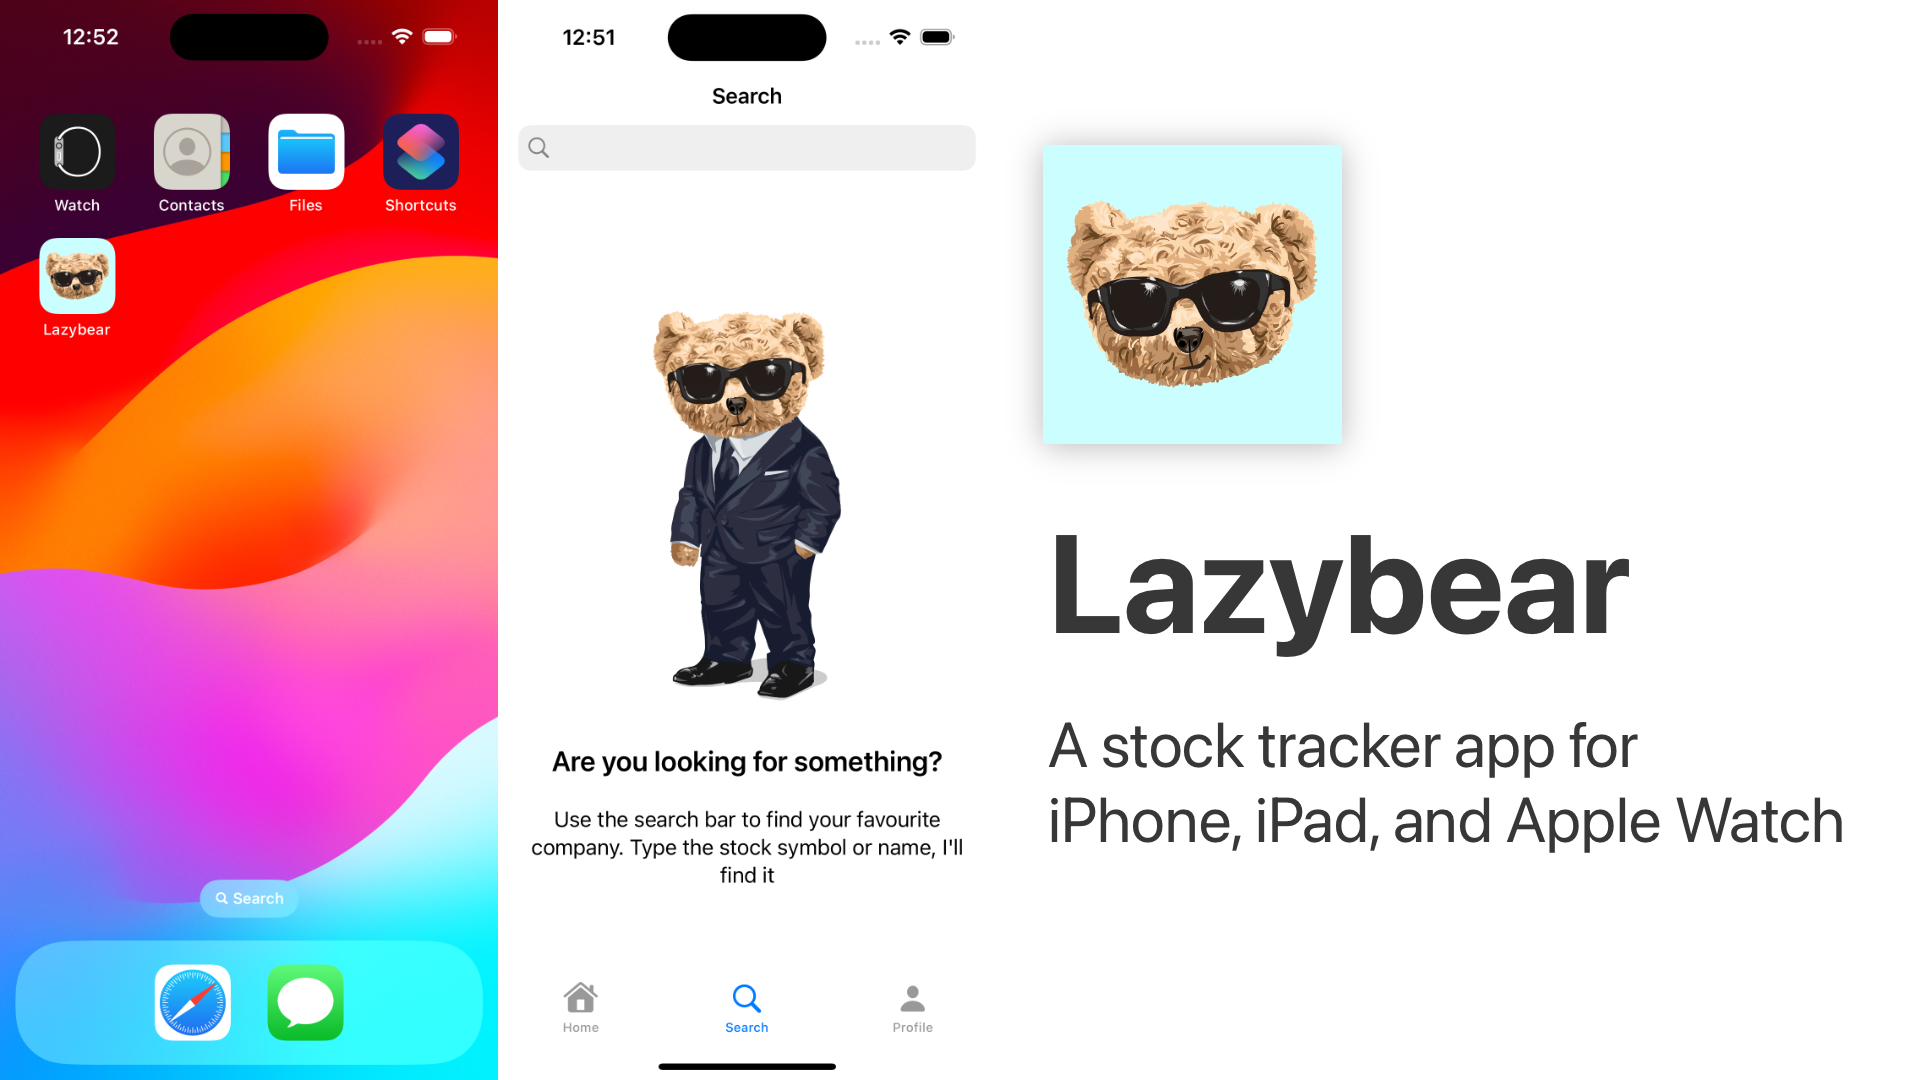 12:52
Watch
Contacts
Files
Shortcuts
Lazybear
Search
12:51
Search
Are you looking for something?
Use the search bar to find your favourite
company. Type the stock symbol or name, I'll
find it
Home
Search
Profile
Lazybear
A stock tracker app for
iPhone, iPad, and Apple Watch